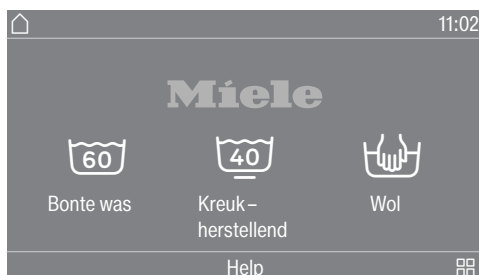 11:02
Miele
60
40
Bonte was
Kreuk–
herstellend
Wol
Help